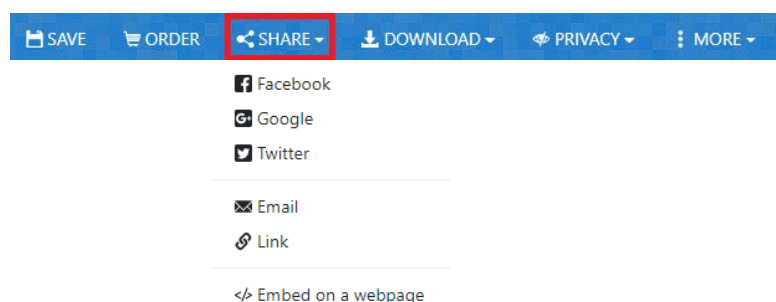 SAVE ORDER SHARE DOWNLOAD PRIVACY MORE
Facebook
Google
Twitter
Email
Link
Embed on a webpage